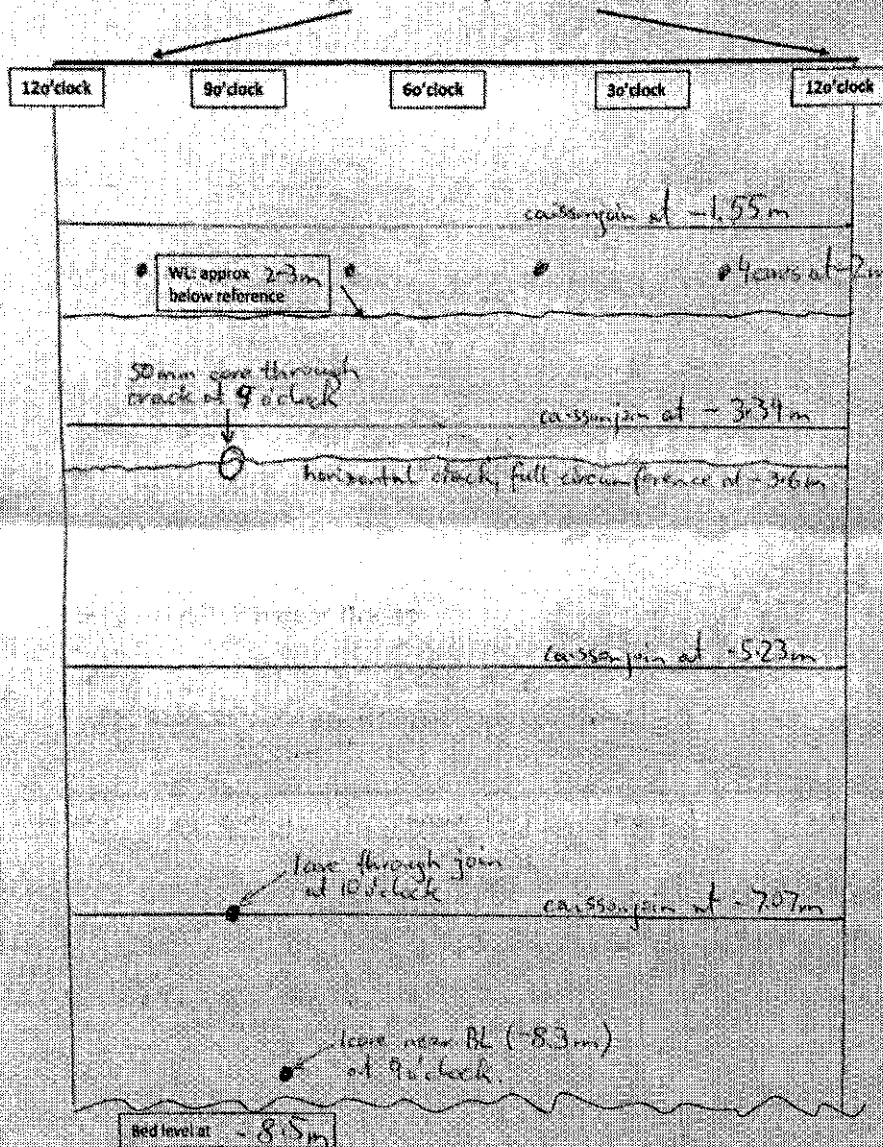 12o'clock 9o'clock 6o'clock 3o'clock 12o'clock
caisson join at -1.55m
WL: approx 2.3m
below reference
4 cores at -2m
50mm core through
crack at 9 o'clock
caisson join at -3.34m
horizontal crack, full circumference at -3.6m
caisson join at -5.23m
1 core through join
at 10 o'clock
caisson join at -7.07m
1 core near BL (-8.3m)
at 9 o'clock.
Bed level at -8.5m